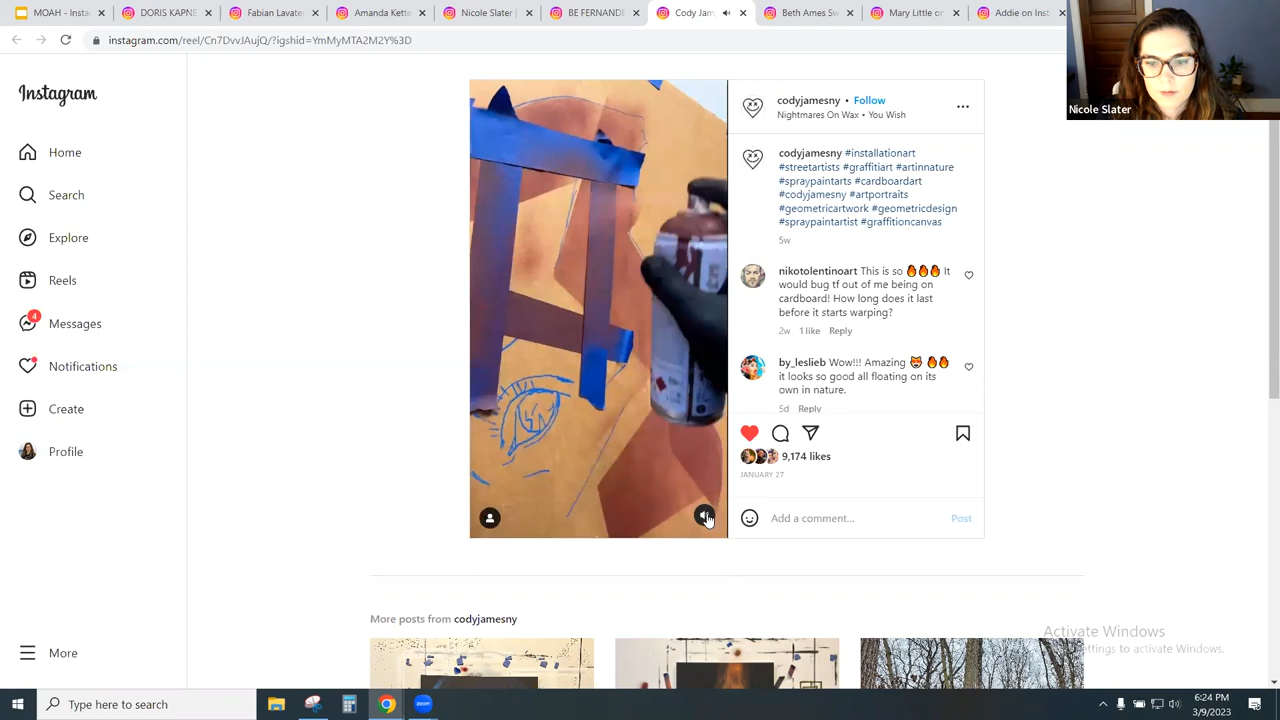 MOAH - Insta
DORIS KAPNE
Fabian Lavater
Amanda Kette
Nicole Slater |
BE FERNANDE
Cody Jam
Beth Ames Sw
Mary Little or
Addie on Inst
instagram.com/reel/Cn7DvvJAujQ/?igshid=YmMyMTA2M2Y%3D
Nicole Slater
Instagram
Home
Search
Explore
Reels
4
Messages
Notifications
Create
Profile
More
codyjamesny • Follow
Nightmares On Wax • You Wish
codyjamesny #installationart
#streetartists #graffitiart #artinnature
#spraypaintarts #cardboardart
#codyjamesny #artportraits
#geometricartwork #geometricdesign
#spraypaintartist #graffitioncanvas
5w
nikotolentinoart This is so 🔥🔥🔥 It
would bug tf out of me being on
cardboard! How long does it last
before it starts warping?
2w 1 like Reply
by_leslieb Wow!!! Amazing 😻🔥🔥
it looks so good all floating on its
own in nature.
5d Reply
9,174 likes
JANUARY 27
Add a comment... Post
More posts from codyjamesny
Activate Windows
ettings to activate Windows.
Type here to search
zoom
6:24 PM
3/9/2023